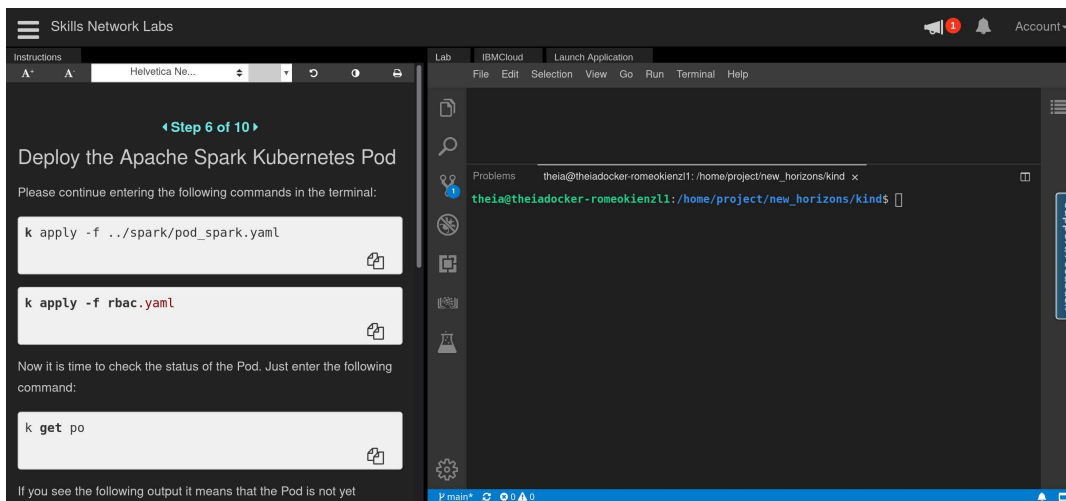 Skills Network Labs
1
Account
Instructions
A+ A- Helvetica Ne...
Step 6 of 10
Deploy the Apache Spark Kubernetes Pod
Please continue entering the following commands in the terminal:
k apply -f ../spark/pod_spark.yaml
k apply -f rbac.yaml
Now it is time to check the status of the Pod. Just enter the following
command:
k get po
If you see the following output it means that the Pod is not yet
Lab IBMCloud Launch Application
File Edit Selection View Go Run Terminal Help
1
Problems theia@theiadocker-romeokienzl1: /home/project/new_horizons/kind ×
theia@theiadocker-romeokienzl1:/home/project/new_horizons/kind$
main* 0 0